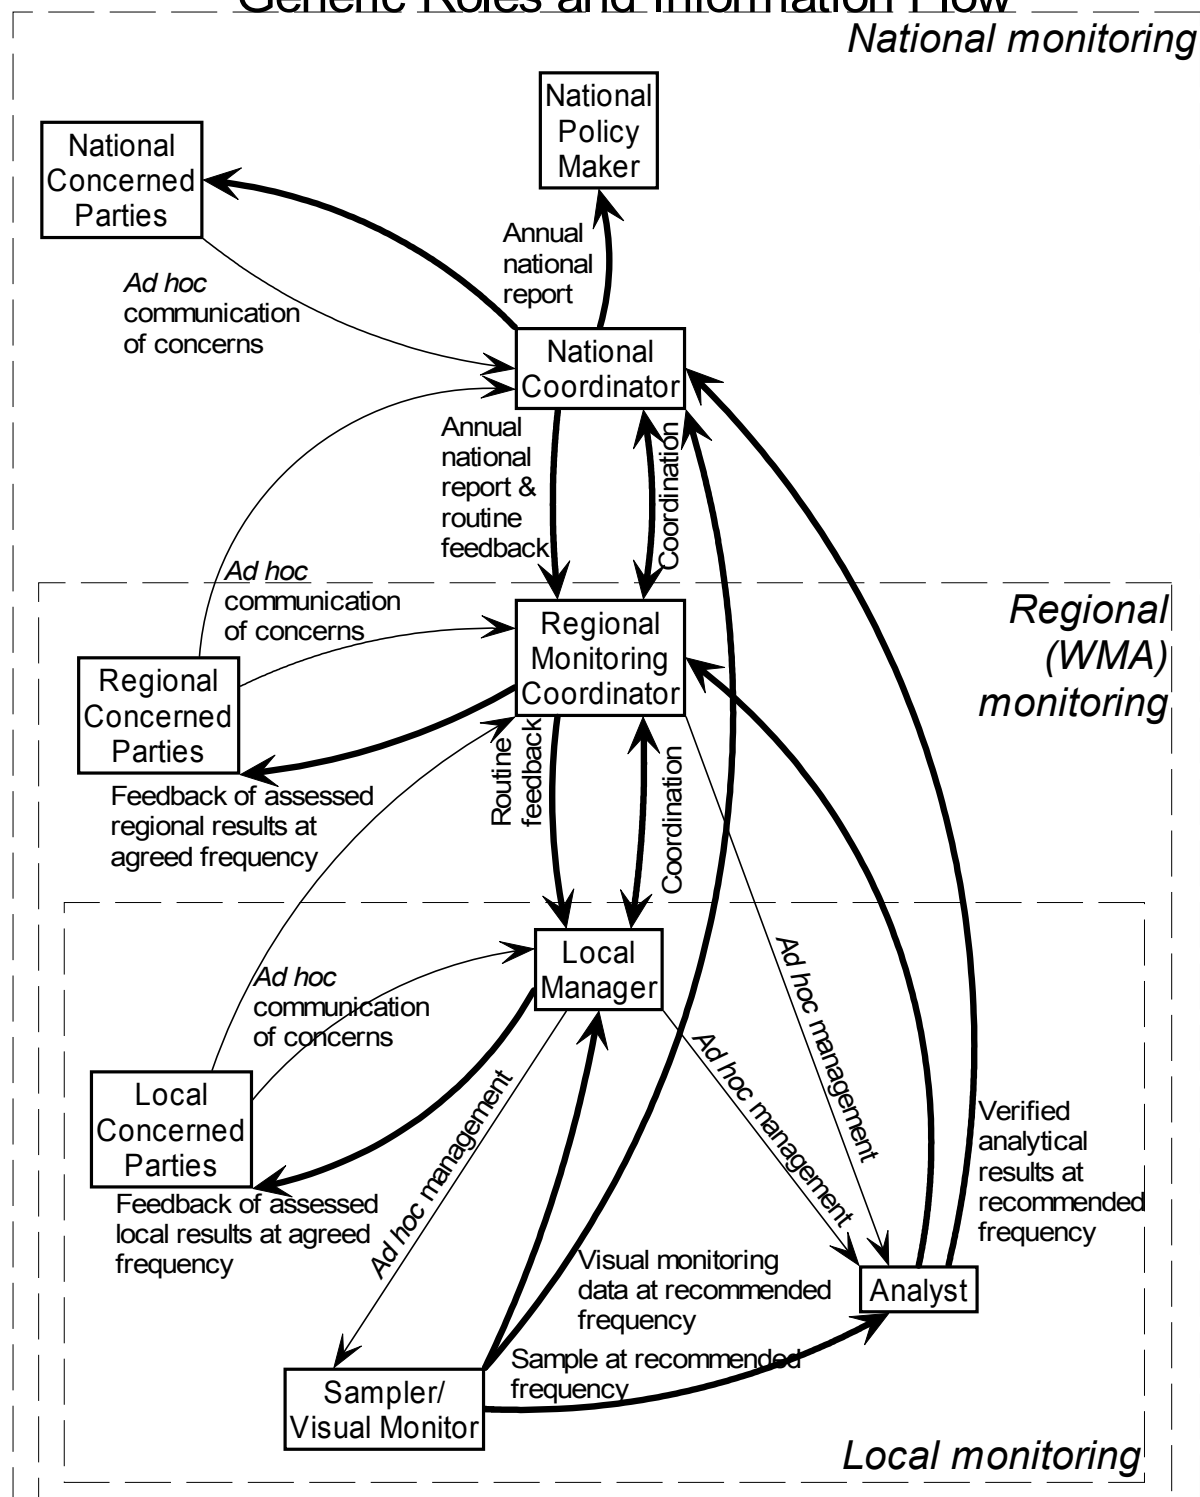 Generic Roles and Information Flow
National monitoring
National
Policy
Maker
National
Concerned
Parties
Annual
national
report
Ad hoc
communication
of concerns
National
Coordinator
Annual
national
report &
routine
feedback
Coordination
Ad hoc
communication
of concerns
Regional
(WMA)
monitoring
Regional
Monitoring
Coordinator
Regional
Concerned
Parties
Routine
feedback
Coordination
Feedback of assessed
regional results at
agreed frequency
Local
Manager
Ad hoc
communication
of concerns
Ad hoc management
Ad hoc management
Ad hoc management
Local
Concerned
Parties
Verified
analytical
results at
recommended
frequency
Feedback of assessed
local results at agreed
frequency
Visual monitoring
data at recommended
frequency
Analyst
Sample at recommended
frequency
Sampler/
Visual Monitor
Local monitoring